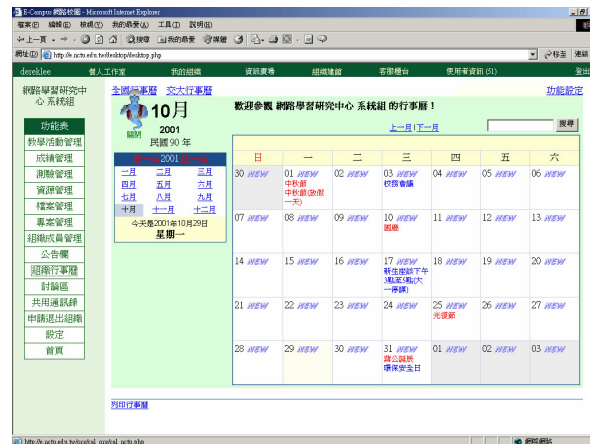 E-Campus 網路校園 - Microsoft Internet Explorer
檔案(F) 編輯(E) 檢視(V) 我的最愛(A) 工具(T) 說明(H)
上一頁 搜尋 我的最愛 媒體
網址(D) 移至 連結
dereklee 個人工作室 我的組織 資訊廣場 組織建館 客服櫃台 使用者資訊 (51) 登出
網路學習研究中心 系統組
全國行事曆 交大行事曆 功能設定
10月
2001
民國 90 年
歡迎參觀 網路學習研究中心 系統組 的行事曆！
上一月 | 下一月 搜尋
功能表
教學活動管理
成績管理
測驗管理
資源管理
檔案管理
專案管理
組織成員管理
公告欄
組織行事曆
討論區
共用通訊錄
申請退出組織
設定
首頁
2001
一月 二月 三月
四月 五月 六月
七月 八月 九月
十月 十一月 十二月
今天是2001年10月29日
星期一
日 一 二 三 四 五 六
30 NEW 01 NEW 02 NEW 03 NEW 04 NEW 05 NEW 06 NEW
中秋節
中秋節(放假一天)
校務會議
07 NEW 08 NEW 09 NEW 10 NEW 11 NEW 12 NEW 13 NEW
國慶
14 NEW 15 NEW 16 NEW 17 NEW 18 NEW 19 NEW 20 NEW
新生座談下午3點至5點(大一停課)
21 NEW 22 NEW 23 NEW 24 NEW 25 NEW 26 NEW 27 NEW
光復節
28 NEW 29 NEW 30 NEW 31 NEW 01 NEW 02 NEW 03 NEW
蔣公誕辰
環保安全日
列印行事曆
網際網路